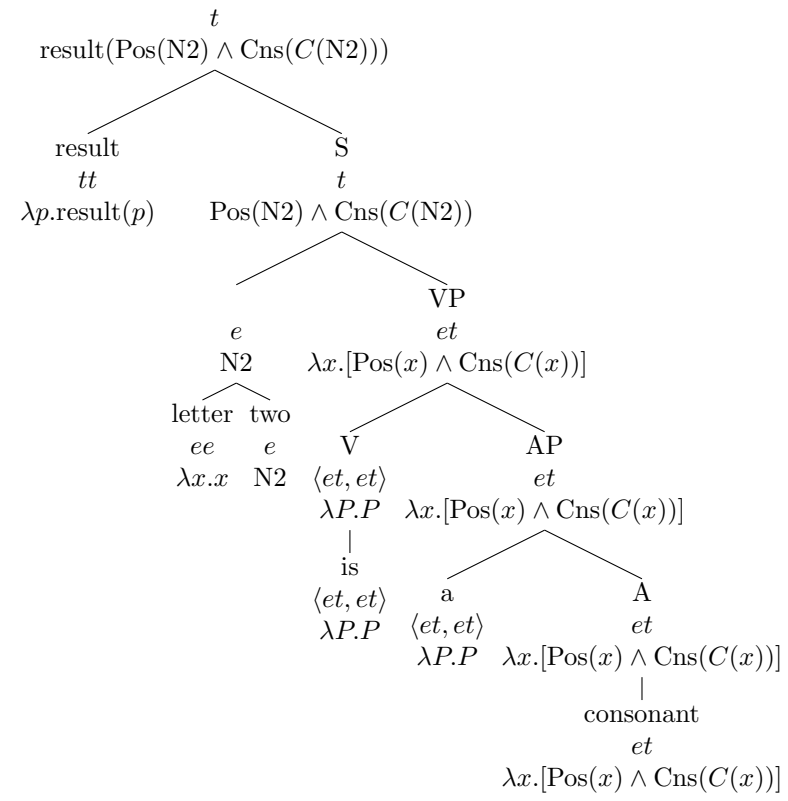 t
result(Pos(N2) ∧ Cns(C(N2)))
result S
tt t
λp.result(p) Pos(N2) ∧ Cns(C(N2))
VP
e et
N2 λx.[Pos(x) ∧ Cns(C(x))]
letter two V AP
ee e ⟨et, et⟩ et
λx.x N2 λP.P λx.[Pos(x) ∧ Cns(C(x))]
is a A
⟨et, et⟩ ⟨et, et⟩ et
λP.P λP.P λx.[Pos(x) ∧ Cns(C(x))]
consonant
et
λx.[Pos(x) ∧ Cns(C(x))]